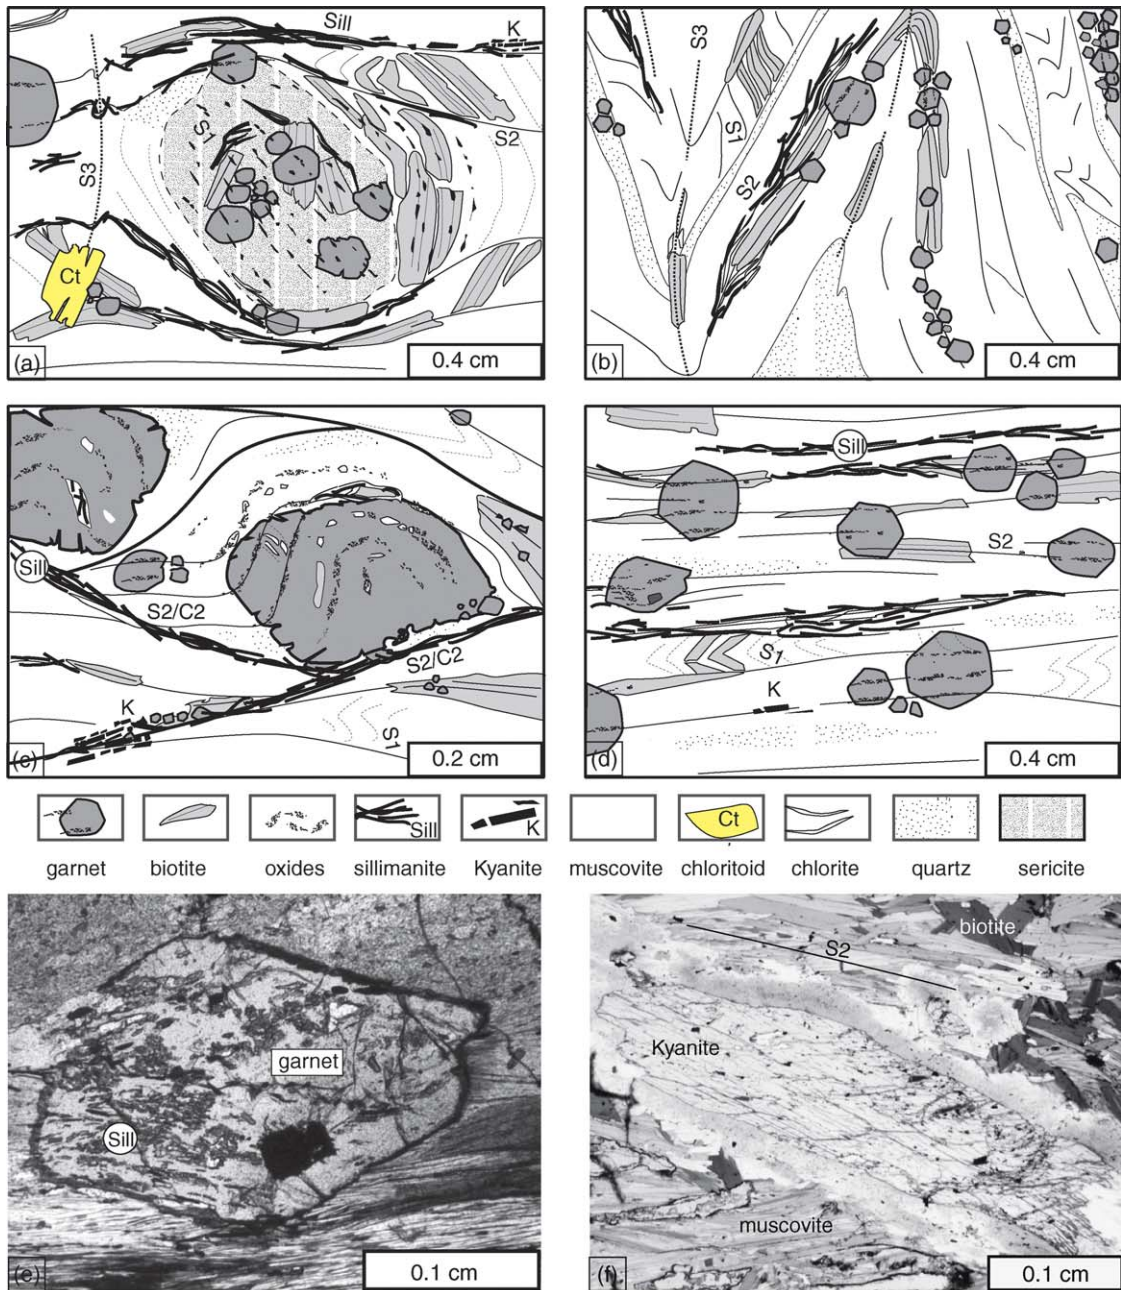 Sill
K
S1
S2
S3
Ct
(a)
0.4 cm
S3
S1
S2
(b)
0.4 cm
Sill
S2/C2
S2/C2
K
S1
(c)
0.2 cm
Sill
S2
S1
K
(d)
0.4 cm
Sill
K
Ct
garnet biotite oxides sillimanite Kyanite muscovite chloritoid chlorite quartz sericite
garnet
Sill
(e)
0.1 cm
biotite
S2
Kyanite
muscovite
(f)
0.1 cm